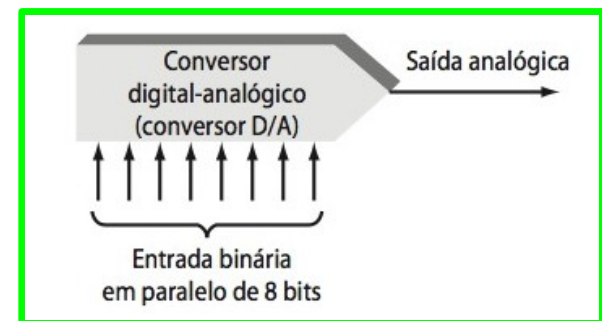 Conversor
digital-analógico
(conversor D/A)
Saída analógica
Entrada binária
em paralelo de 8 bits